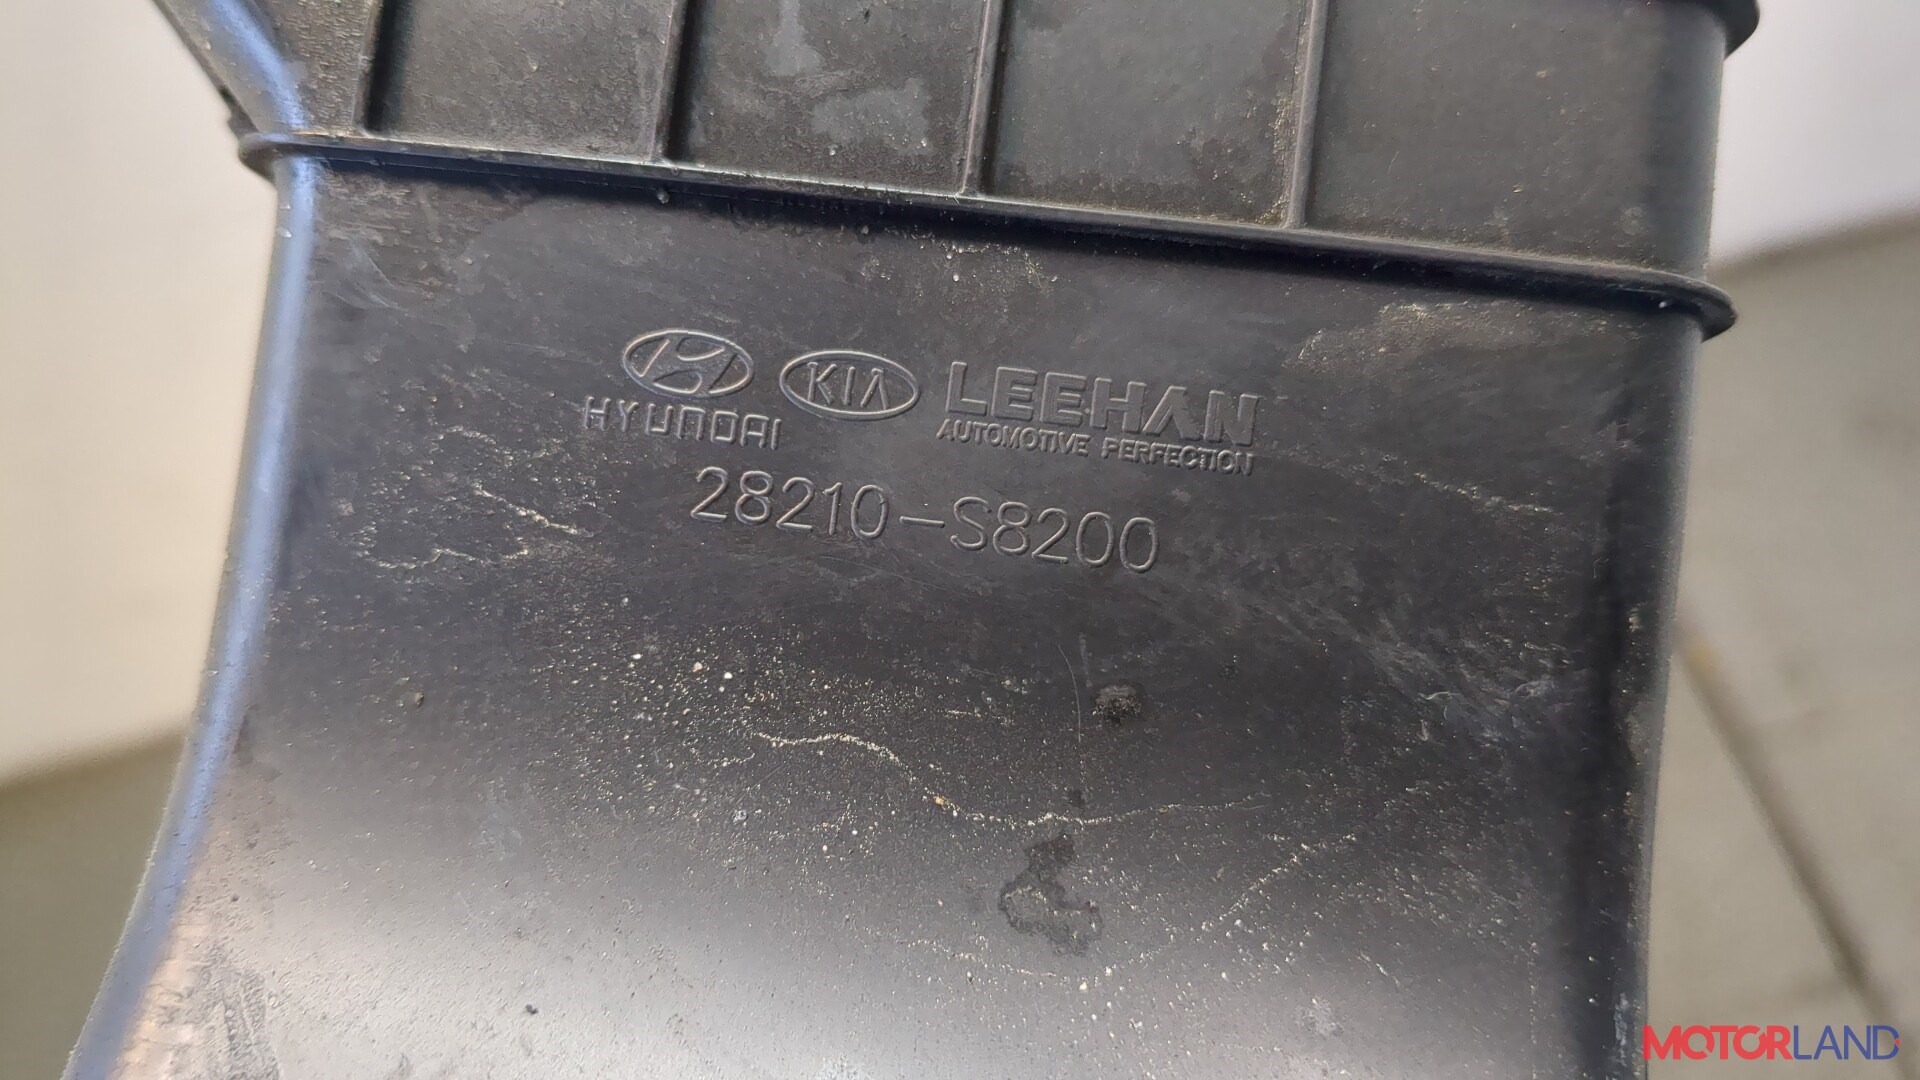 HYUNDAI KIA LEEHAN
AUTOMOTIVE PERFECTION
28210-S8200
MOTORLAND